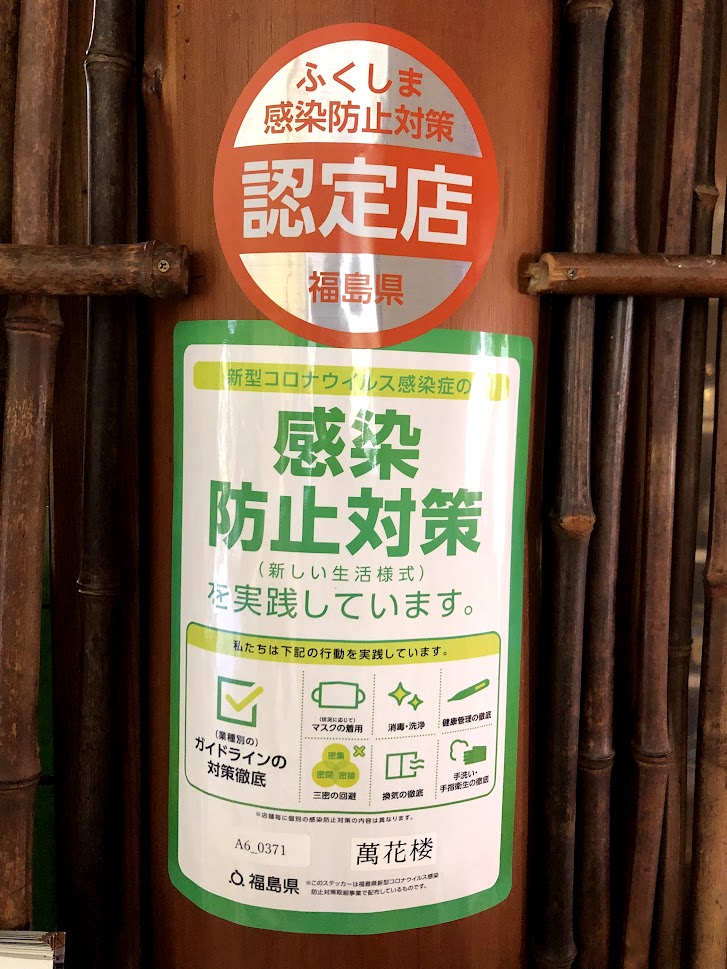 ふくしま
感染防止対策
認定店
福島県
新型コロナウイルス感染症の
感染
防止対策
(新しい生活様式)
を実践しています。
私たちは下記の行動を実践しています。
(業種別の)
ガイドラインの
対策徹底
(状況に応じて)
マスクの着用
消毒・洗浄
健康管理の徹底
密集
密閉 密接
三密の回避
換気の徹底
手洗い・
手指衛生の徹底
※店舗毎に個別の感染防止対策の内容は異なります。
A6_0371
萬花楼
福島県
※このステッカーは福島県新型コロナウイルス感染
防止対策取組事業で配布しているものです。